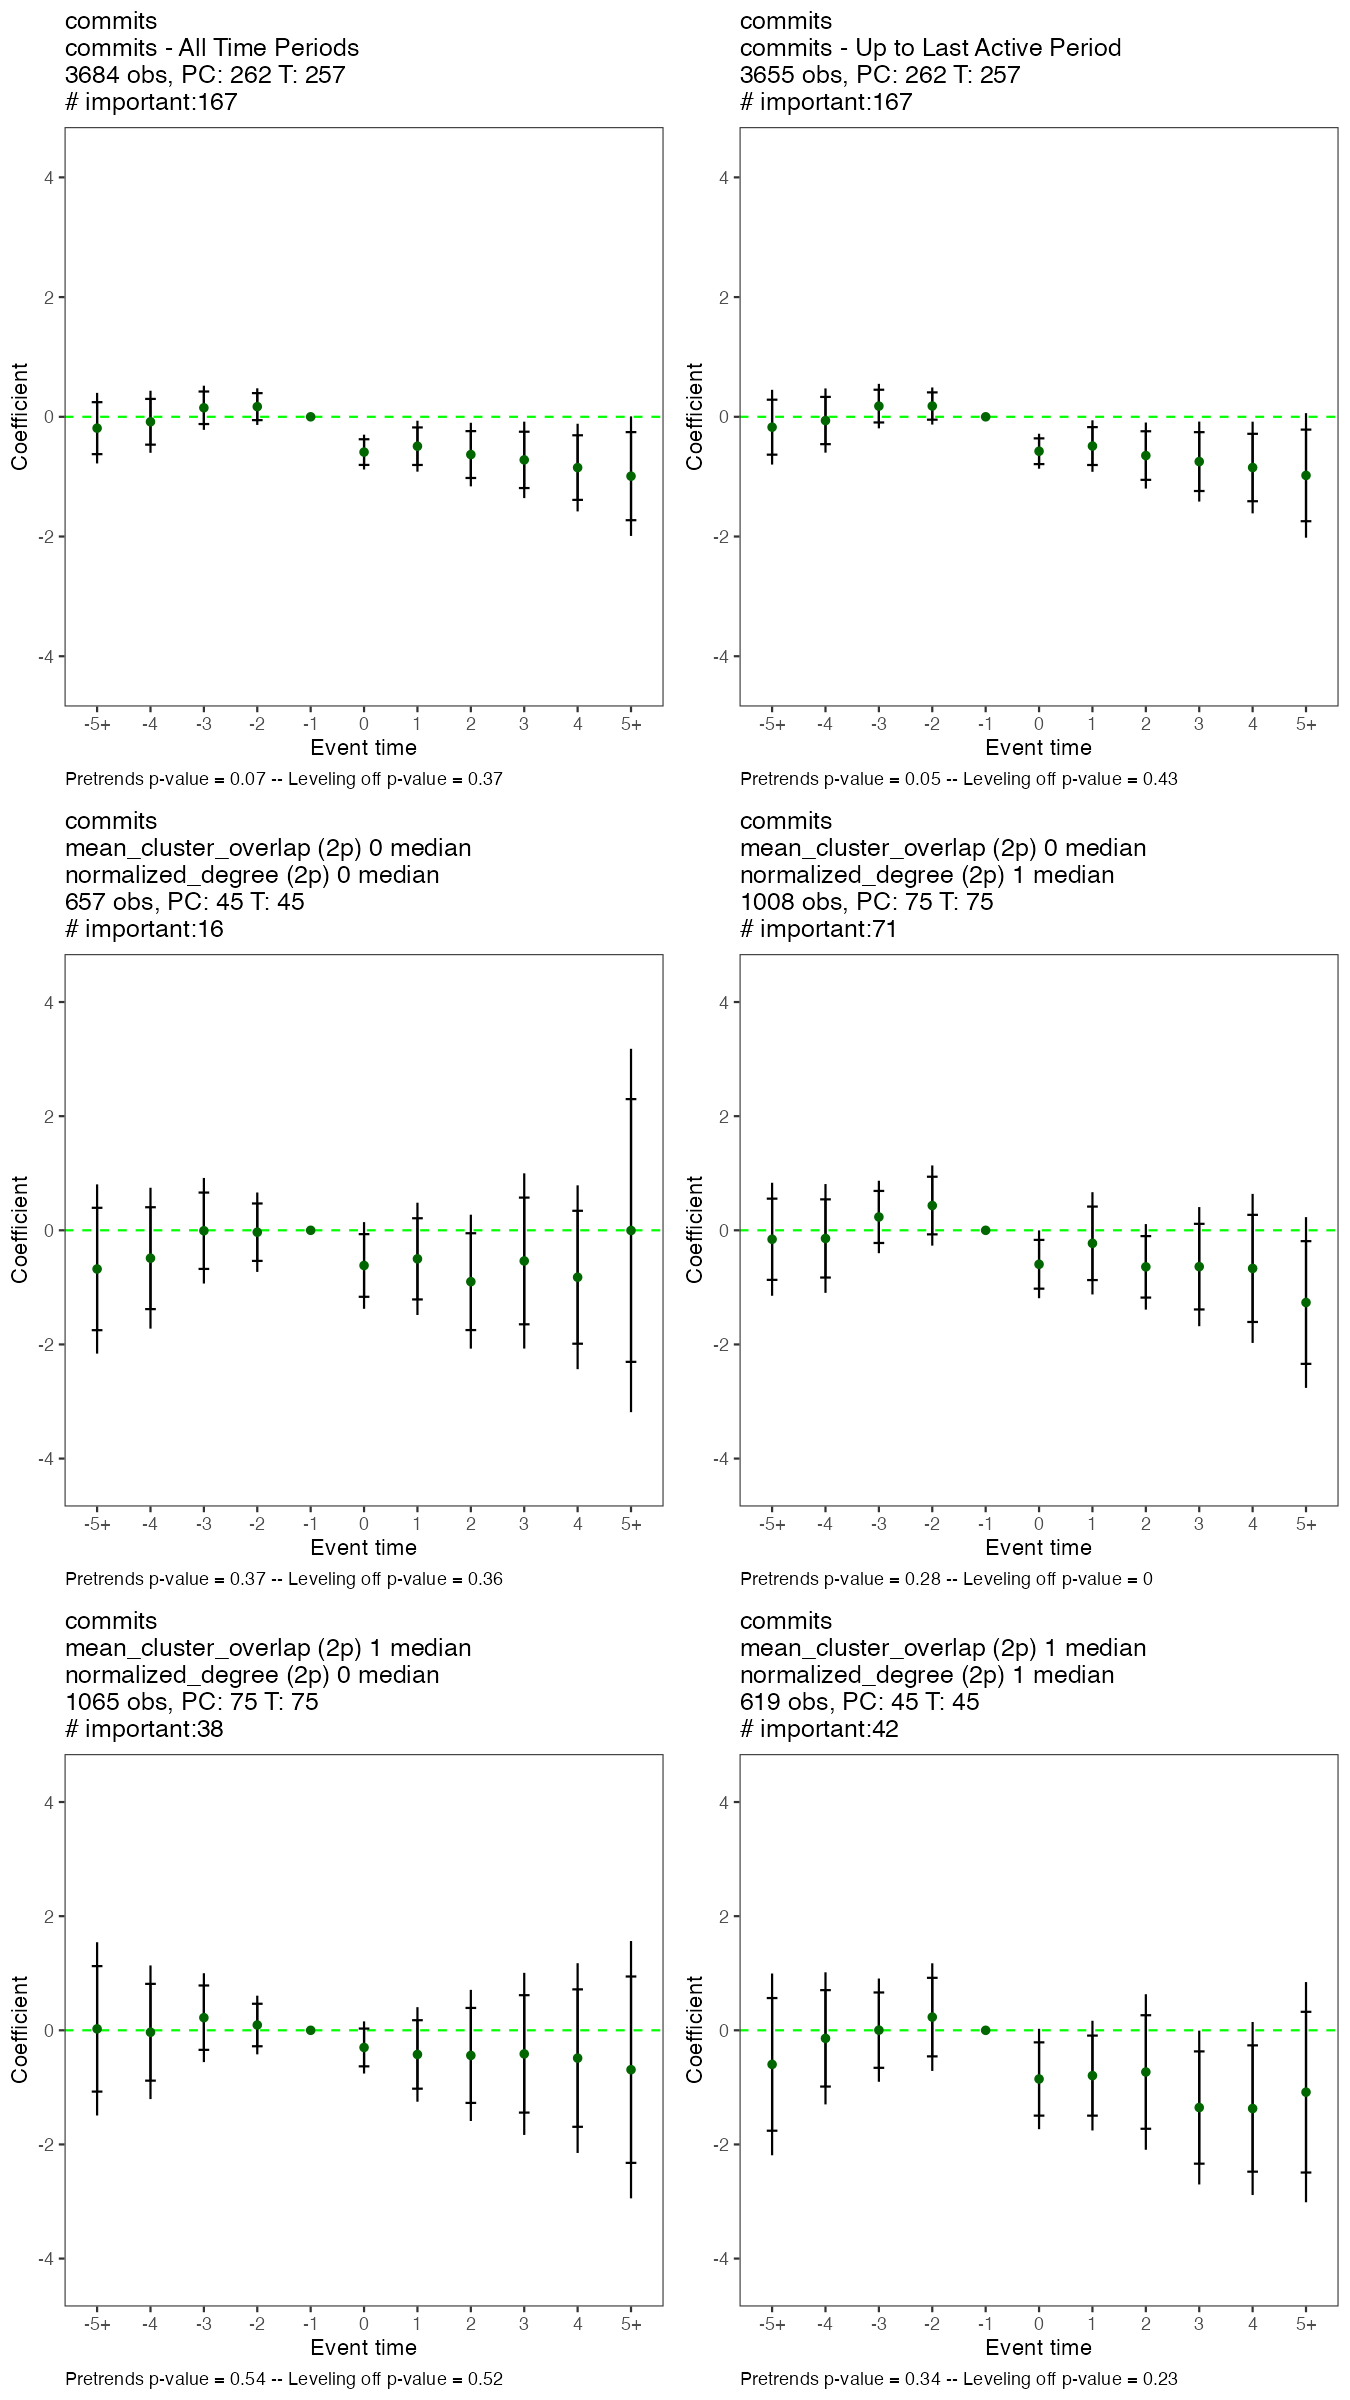 commits
commits - All Time Periods
3684 obs, PC: 262 T: 257
# important:167
4
2
0
-2
-4
Coefficient
-5+ -4 -3 -2 -1 0 1 2 3 4 5+
Event time
Pretrends p-value = 0.07 -- Leveling off p-value = 0.37
commits
commits - Up to Last Active Period
3655 obs, PC: 262 T: 257
# important:167
4
2
0
-2
-4
Coefficient
-5+ -4 -3 -2 -1 0 1 2 3 4 5+
Event time
Pretrends p-value = 0.05 -- Leveling off p-value = 0.43
commits
mean_cluster_overlap (2p) 0 median
normalized_degree (2p) 0 median
657 obs, PC: 45 T: 45
# important:16
4
2
0
-2
-4
Coefficient
-5+ -4 -3 -2 -1 0 1 2 3 4 5+
Event time
Pretrends p-value = 0.37 -- Leveling off p-value = 0.36
commits
mean_cluster_overlap (2p) 0 median
normalized_degree (2p) 1 median
1008 obs, PC: 75 T: 75
# important:71
4
2
0
-2
-4
Coefficient
-5+ -4 -3 -2 -1 0 1 2 3 4 5+
Event time
Pretrends p-value = 0.28 -- Leveling off p-value = 0
commits
mean_cluster_overlap (2p) 1 median
normalized_degree (2p) 0 median
1065 obs, PC: 75 T: 75
# important:38
4
2
0
-2
-4
Coefficient
-5+ -4 -3 -2 -1 0 1 2 3 4 5+
Event time
Pretrends p-value = 0.54 -- Leveling off p-value = 0.52
commits
mean_cluster_overlap (2p) 1 median
normalized_degree (2p) 1 median
619 obs, PC: 45 T: 45
# important:42
4
2
0
-2
-4
Coefficient
-5+ -4 -3 -2 -1 0 1 2 3 4 5+
Event time
Pretrends p-value = 0.34 -- Leveling off p-value = 0.23